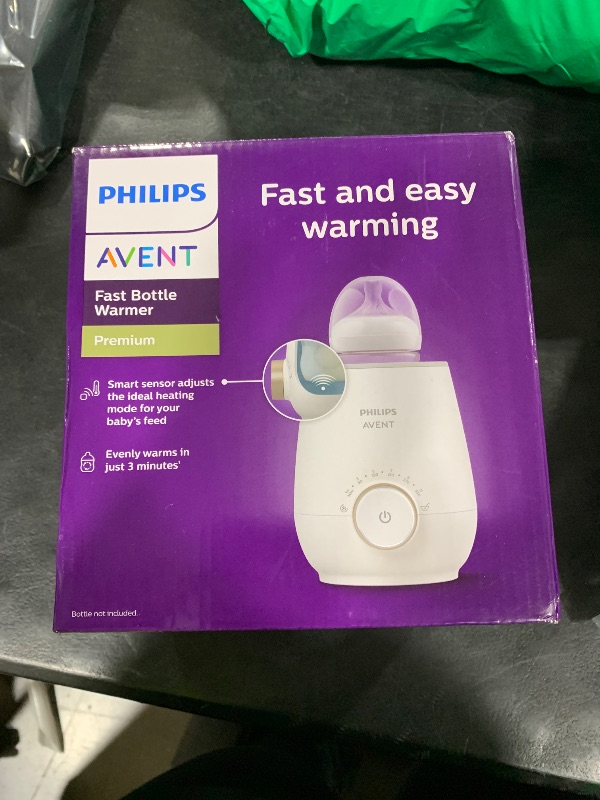 PHILIPS
AVENT
Fast Bottle
Warmer
Premium
Fast and easy
warming
Smart sensor adjusts
the ideal heating
mode for your
baby's feed
Evenly warms in
just 3 minutes¹
PHILIPS
AVENT
Bottle not included.